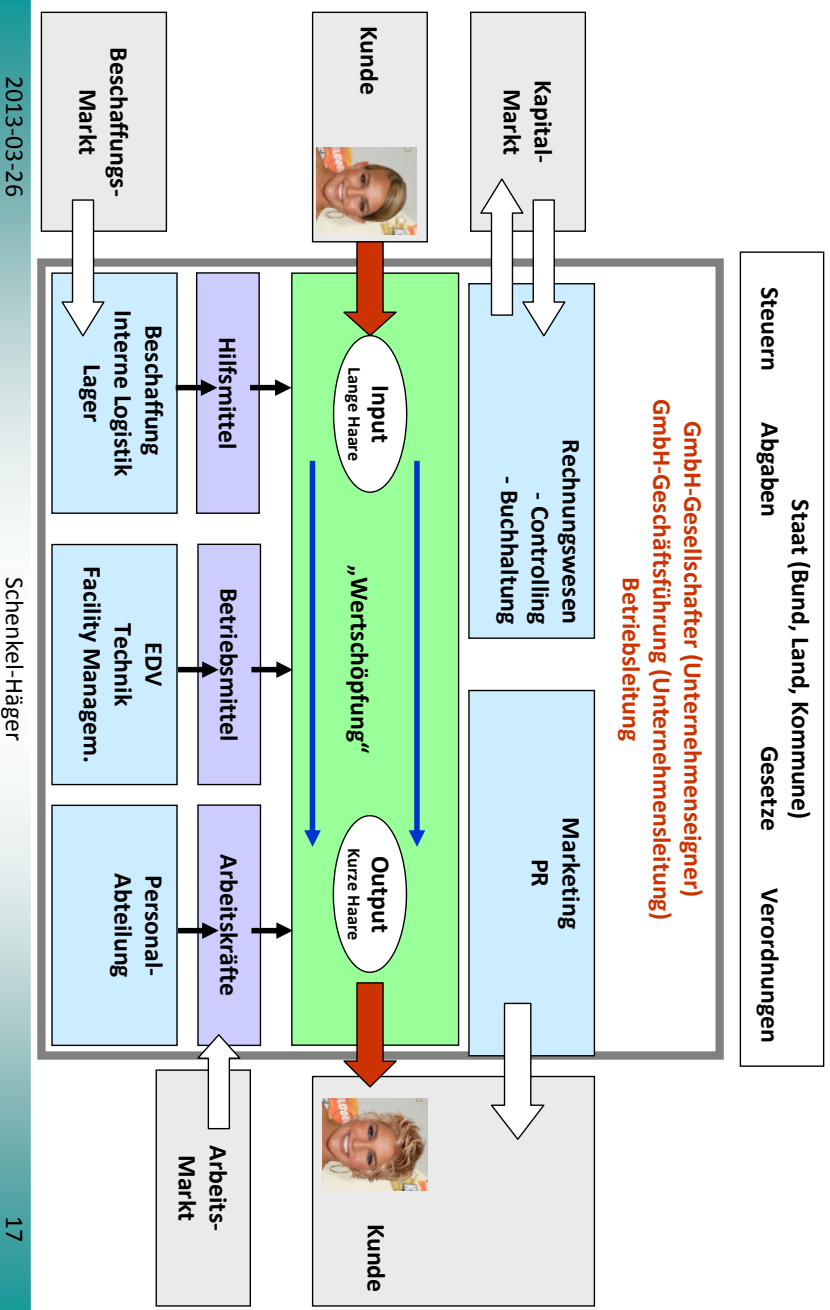 Staat (Bund, Land, Kommune)
Steuern Abgaben Gesetze Verordnungen
GmbH-Gesellschafter (Unternehmenseigner)
GmbH-Geschäftsführung (Unternehmensleitung)
Betriebsleitung
Kapital-
Markt
Rechnungswesen
- Controlling
- Buchhaltung
Marketing
PR
Kunde
Input
Lange Haare
„Wertschöpfung“
Output
Kurze Haare
Kunde
Hilfsmittel
Betriebsmittel
Arbeitskräfte
Arbeits-
Markt
Beschaffungs-
Markt
Beschaffung
Interne Logistik
Lager
EDV
Technik
Facility Managem.
Personal-
Abteilung
2013-03-26
Schenkel-Häger
17